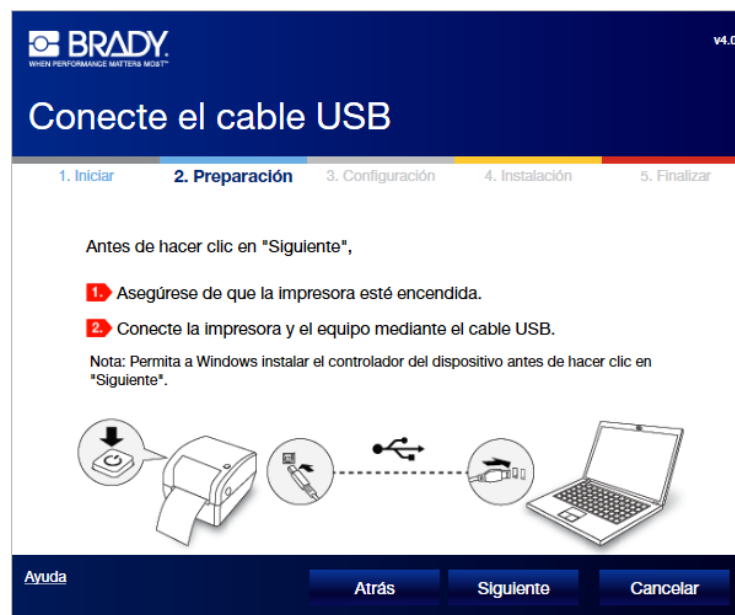 BRADY.
WHEN PERFORMANCE MATTERS MOST™
v4.0
Conecte el cable USB
1. Iniciar
2. Preparación
3. Configuración
4. Instalación
5. Finalizar
Antes de hacer clic en "Siguiente",
1. Asegúrese de que la impresora esté encendida.
2. Conecte la impresora y el equipo mediante el cable USB.
Nota: Permita a Windows instalar el controlador del dispositivo antes de hacer clic en
"Siguiente".
Ayuda
Atrás
Siguiente
Cancelar